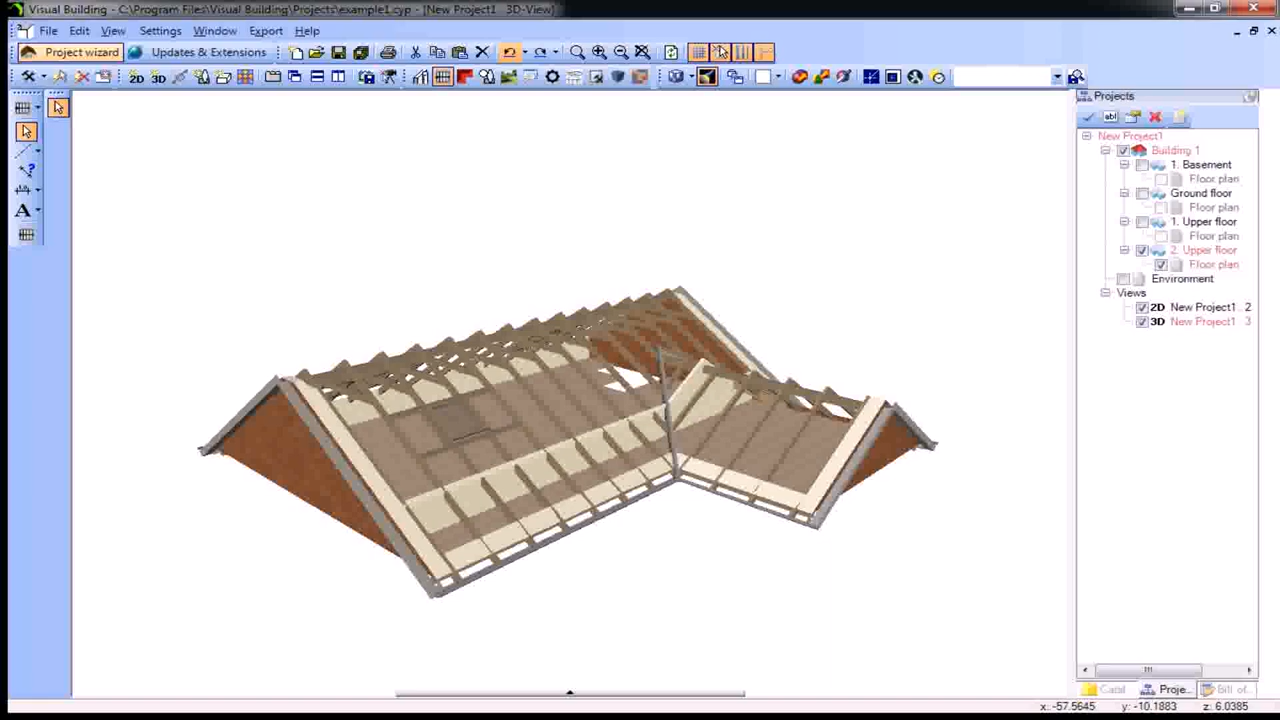 Visual Building - C:\Program Files\Visual Building\Projects\example1.cyp - [New Project1 3D-View]
File Edit View Settings Window Export Help
Project wizard Updates & Extensions
2D 3D
Projects
abl
New Project1
Building 1
1. Basement
Floor plan
Ground floor
Floor plan
1. Upper floor
Floor plan
2. Upper floor
Floor plan
Environment
Views
2D New Project1 2
3D New Project1 3
A
Proje... Bill of...
x: -57.5645 y: -10.1883 z: 6.0385